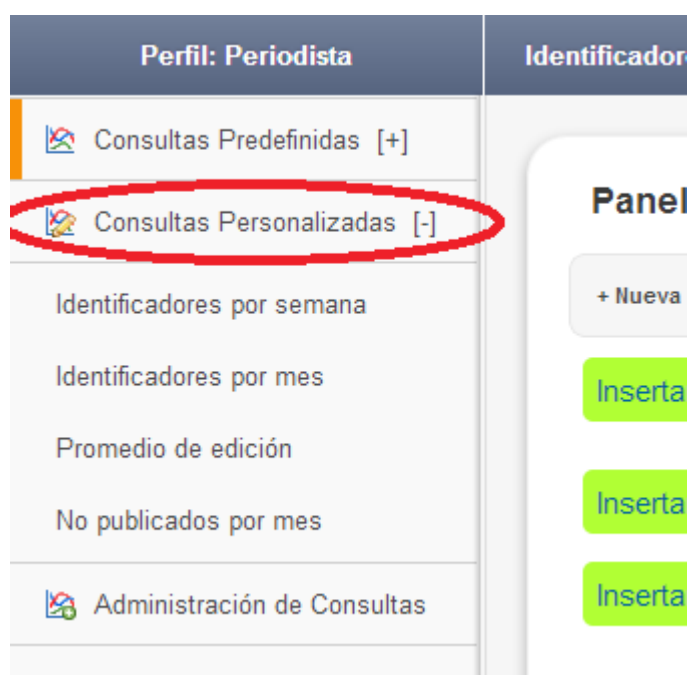 Perfil: Periodista
Consultas Predefinidas [+]
Consultas Personalizadas [-]
Identificadores por semana
Identificadores por mes
Promedio de edición
No publicados por mes
Administración de Consultas
Panel
+ Nueva
Inserta
Inserta
Inserta